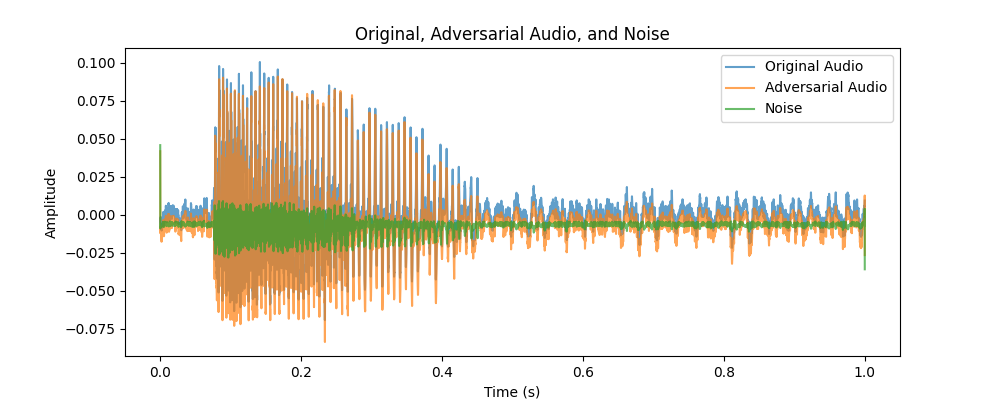 Original, Adversarial Audio, and Noise
Original Audio
Adversarial Audio
Noise
Amplitude
0.100
0.075
0.050
0.025
0.000
−0.025
−0.050
−0.075
0.0 0.2 0.4 0.6 0.8 1.0
Time (s)